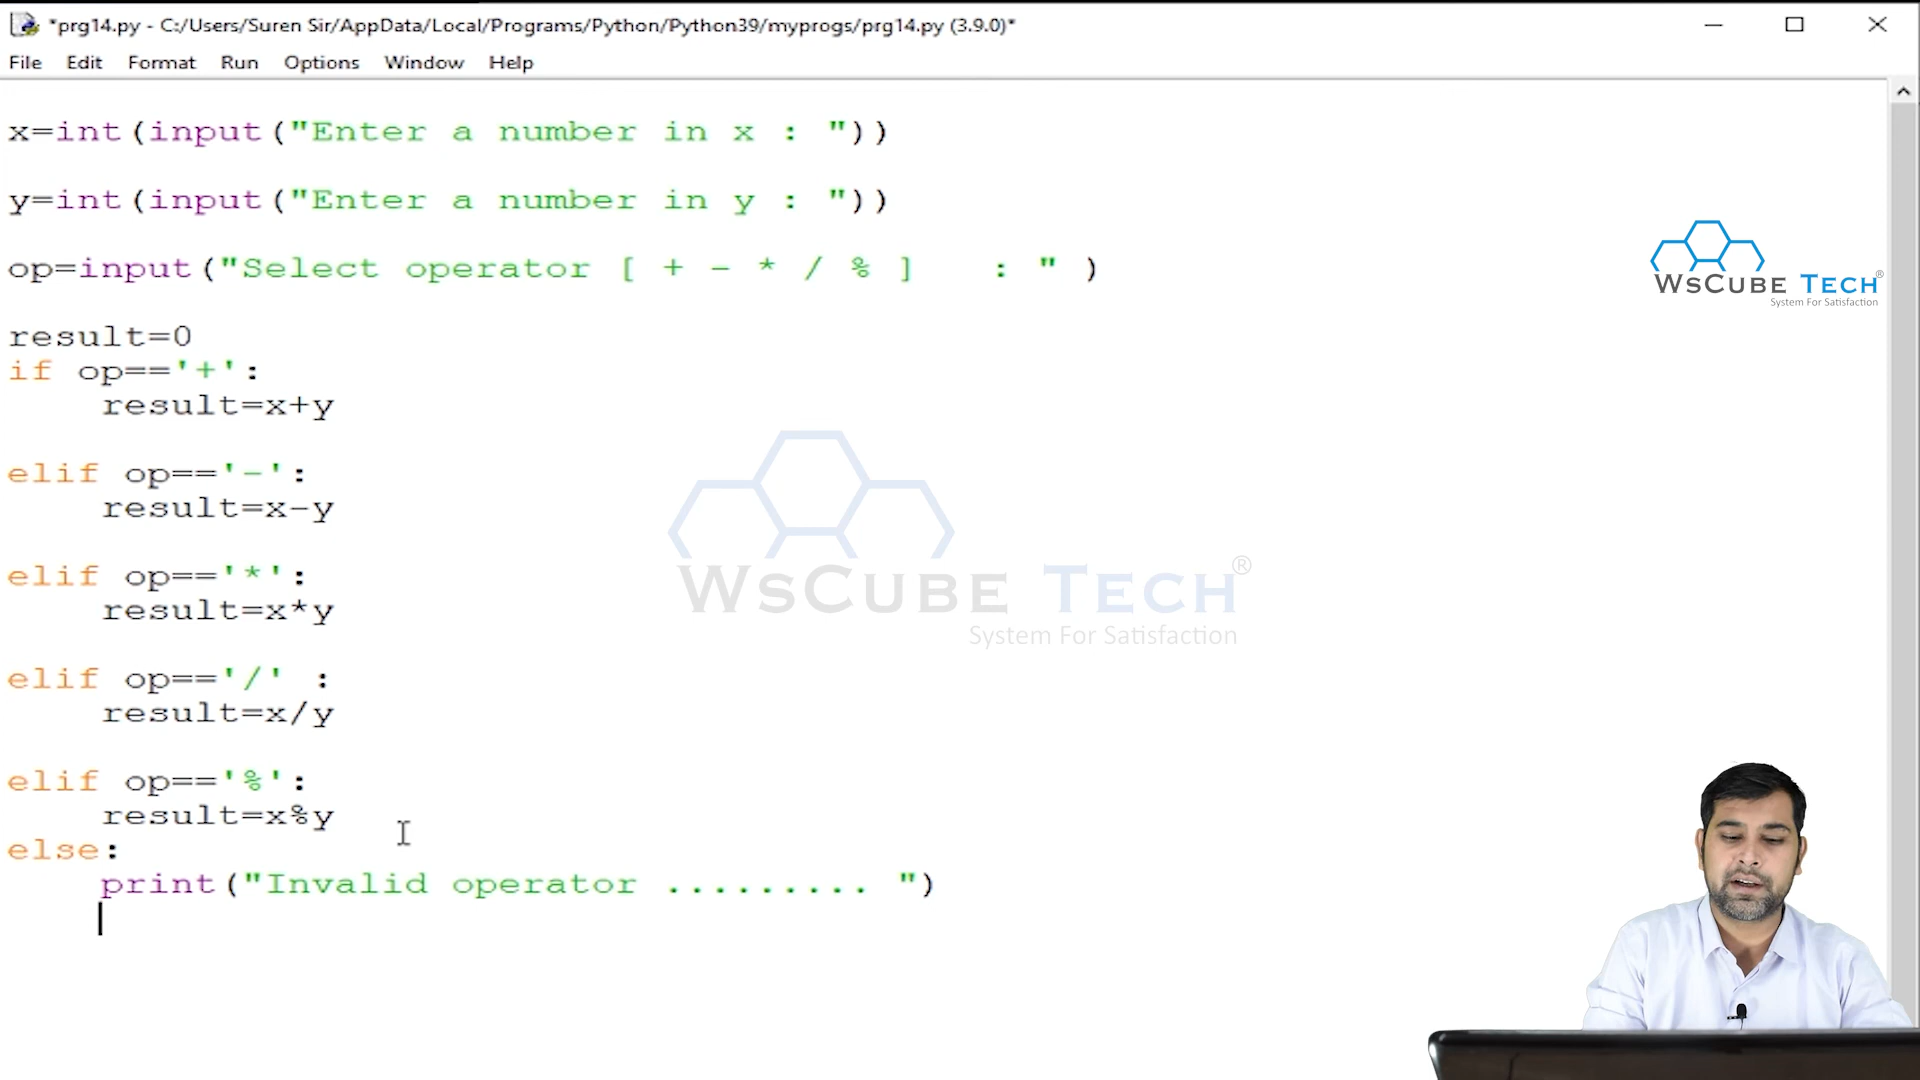 *prg14.py - C:/Users/Suren Sir/AppData/Local/Programs/Python/Python39/myprogs/prg14.py (3.9.0)*
File Edit Format Run Options Window Help
x=int(input("Enter a number in x : "))
y=int(input("Enter a number in y : "))
op=input("Select operator [ + - * / % ]   : " )
result=0
if op=='+':
    result=x+y
elif op=='-':
    result=x-y
elif op=='*':
    result=x*y
elif op=='/' :
    result=x/y
elif op=='%':
    result=x%y
else:
    print("Invalid operator ......... ")
WsCube Tech®
System For Satisfaction
WsCube Tech®
System For Satisfaction